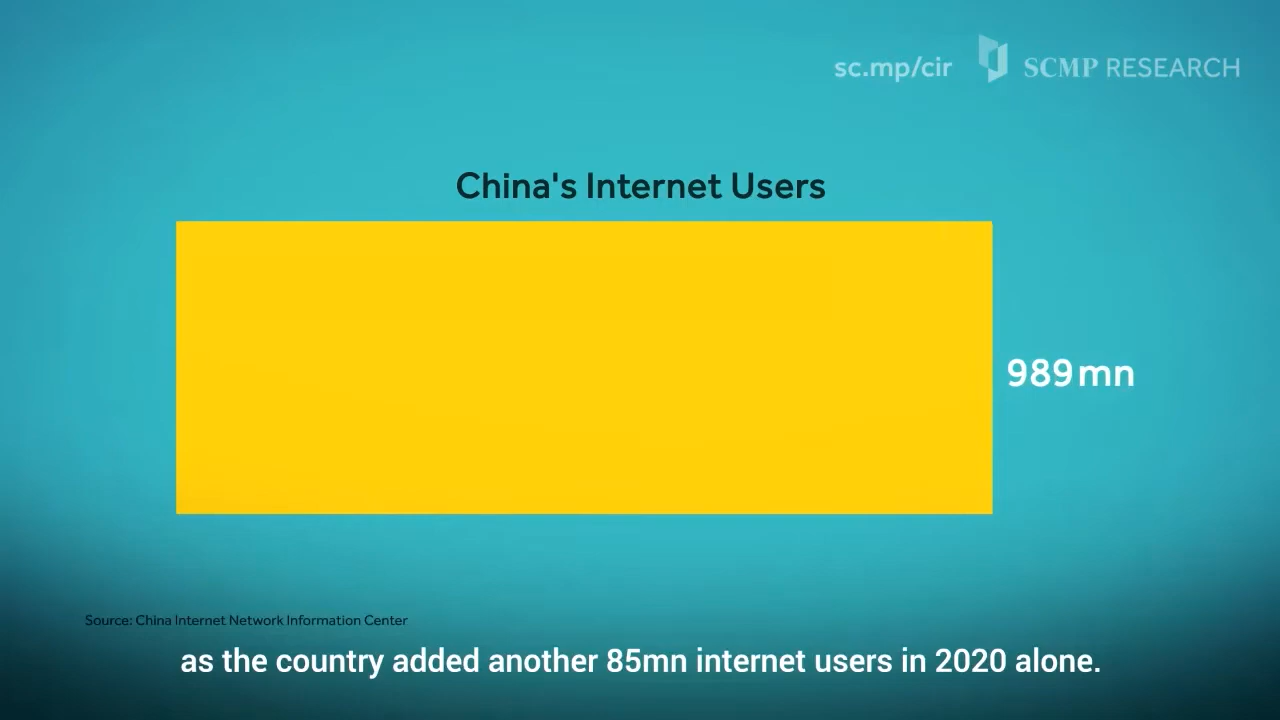 sc.mp/cir SCMP RESEARCH
China's Internet Users
989mn
Source: China Internet Network Information Center
as the country added another 85mn internet users in 2020 alone.